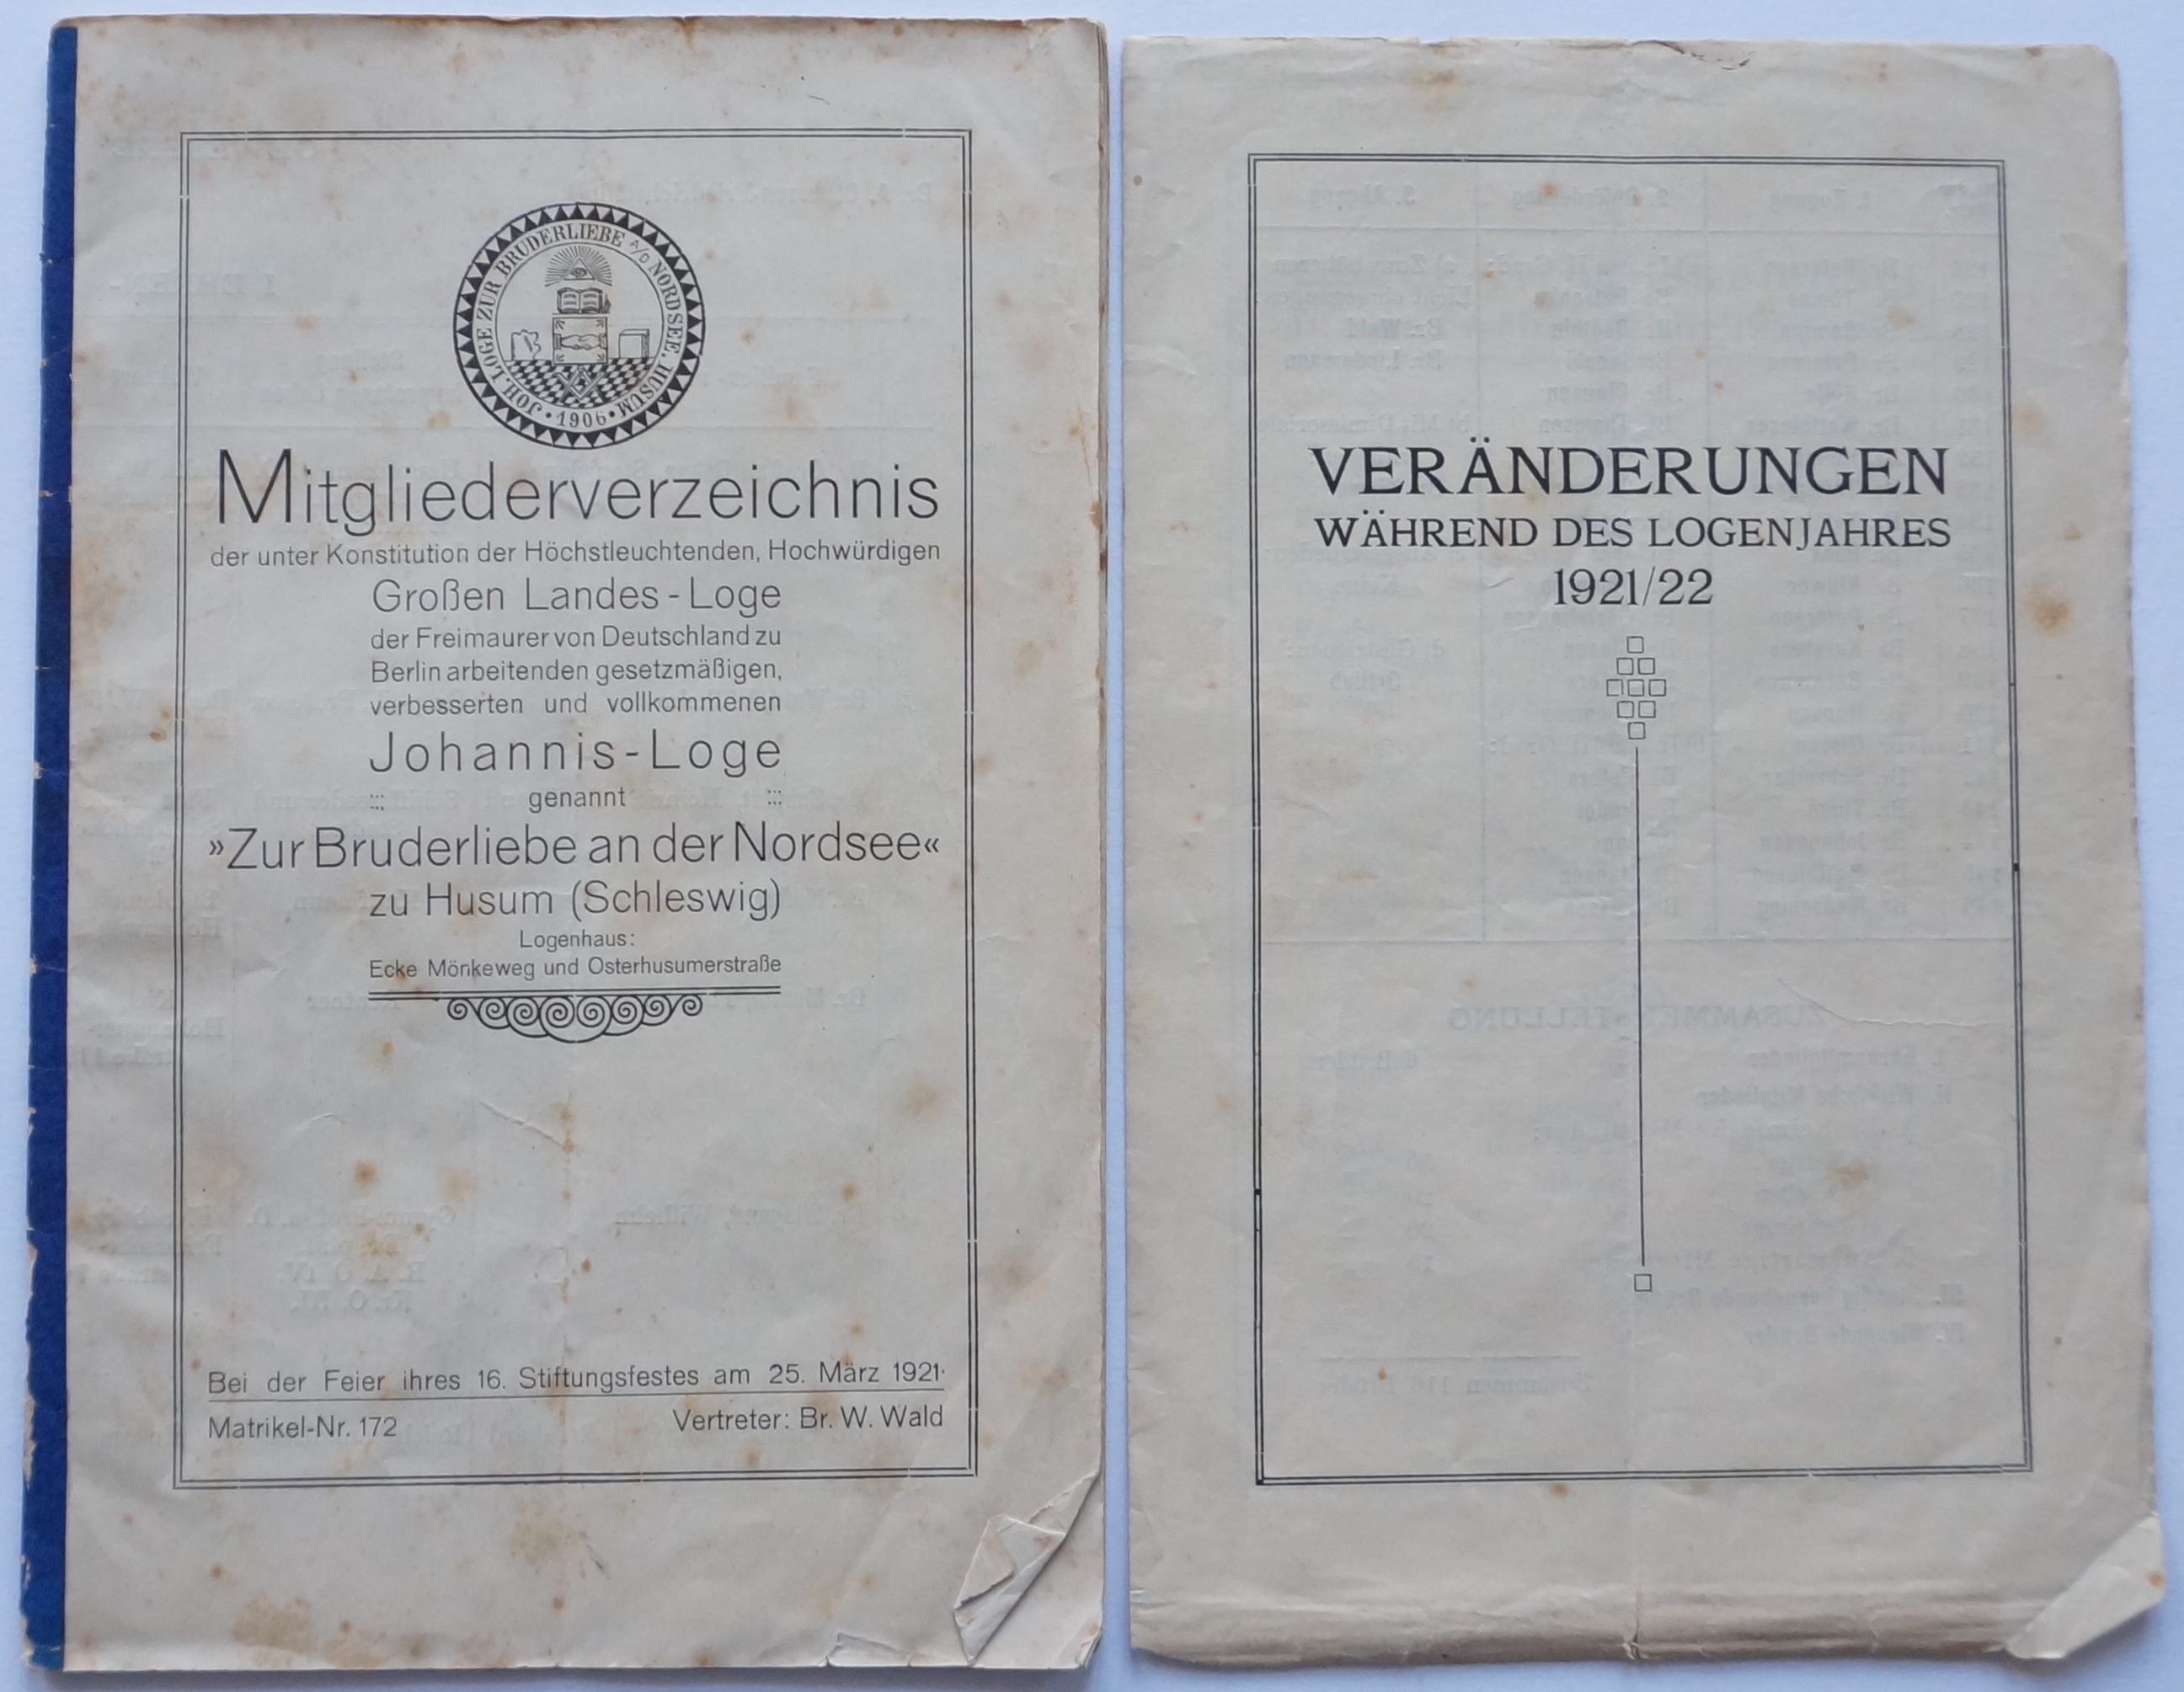 JOH. LOGE ZUR BRUDERLIEBE A/D NORDSEE, HUSUM
• 1906 •
Mitgliederverzeichnis
der unter Konstitution der Höchstleuchtenden, Hochwürdigen
Großen Landes-Loge
der Freimaurer von Deutschland zu
Berlin arbeitenden gesetzmäßigen,
verbesserten und vollkommenen
Johannis-Loge
genannt
»Zur Bruderliebe an der Nordsee«
zu Husum (Schleswig)
Logenhaus:
Ecke Mönkeweg und Osterhusumerstraße
Bei der Feier ihres 16. Stiftungsfestes am 25. März 1921.
Matrikel-Nr. 172 Vertreter: Br. W. Wald
VERÄNDERUNGEN
WÄHREND DES LOGENJAHRES
1921/22